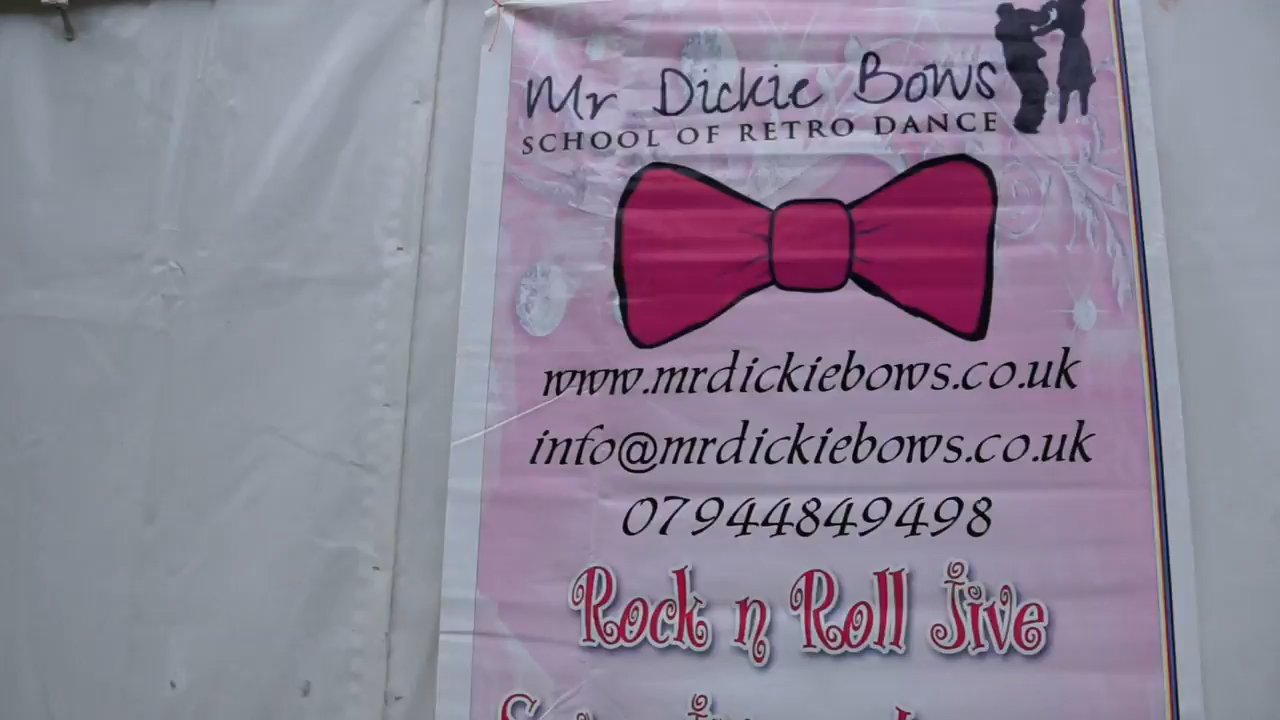 Mr Dickie Bows
SCHOOL OF RETRO DANCE
www.mrdickiebows.co.uk
info@mrdickiebows.co.uk
07944849498
Rock n Roll Jive